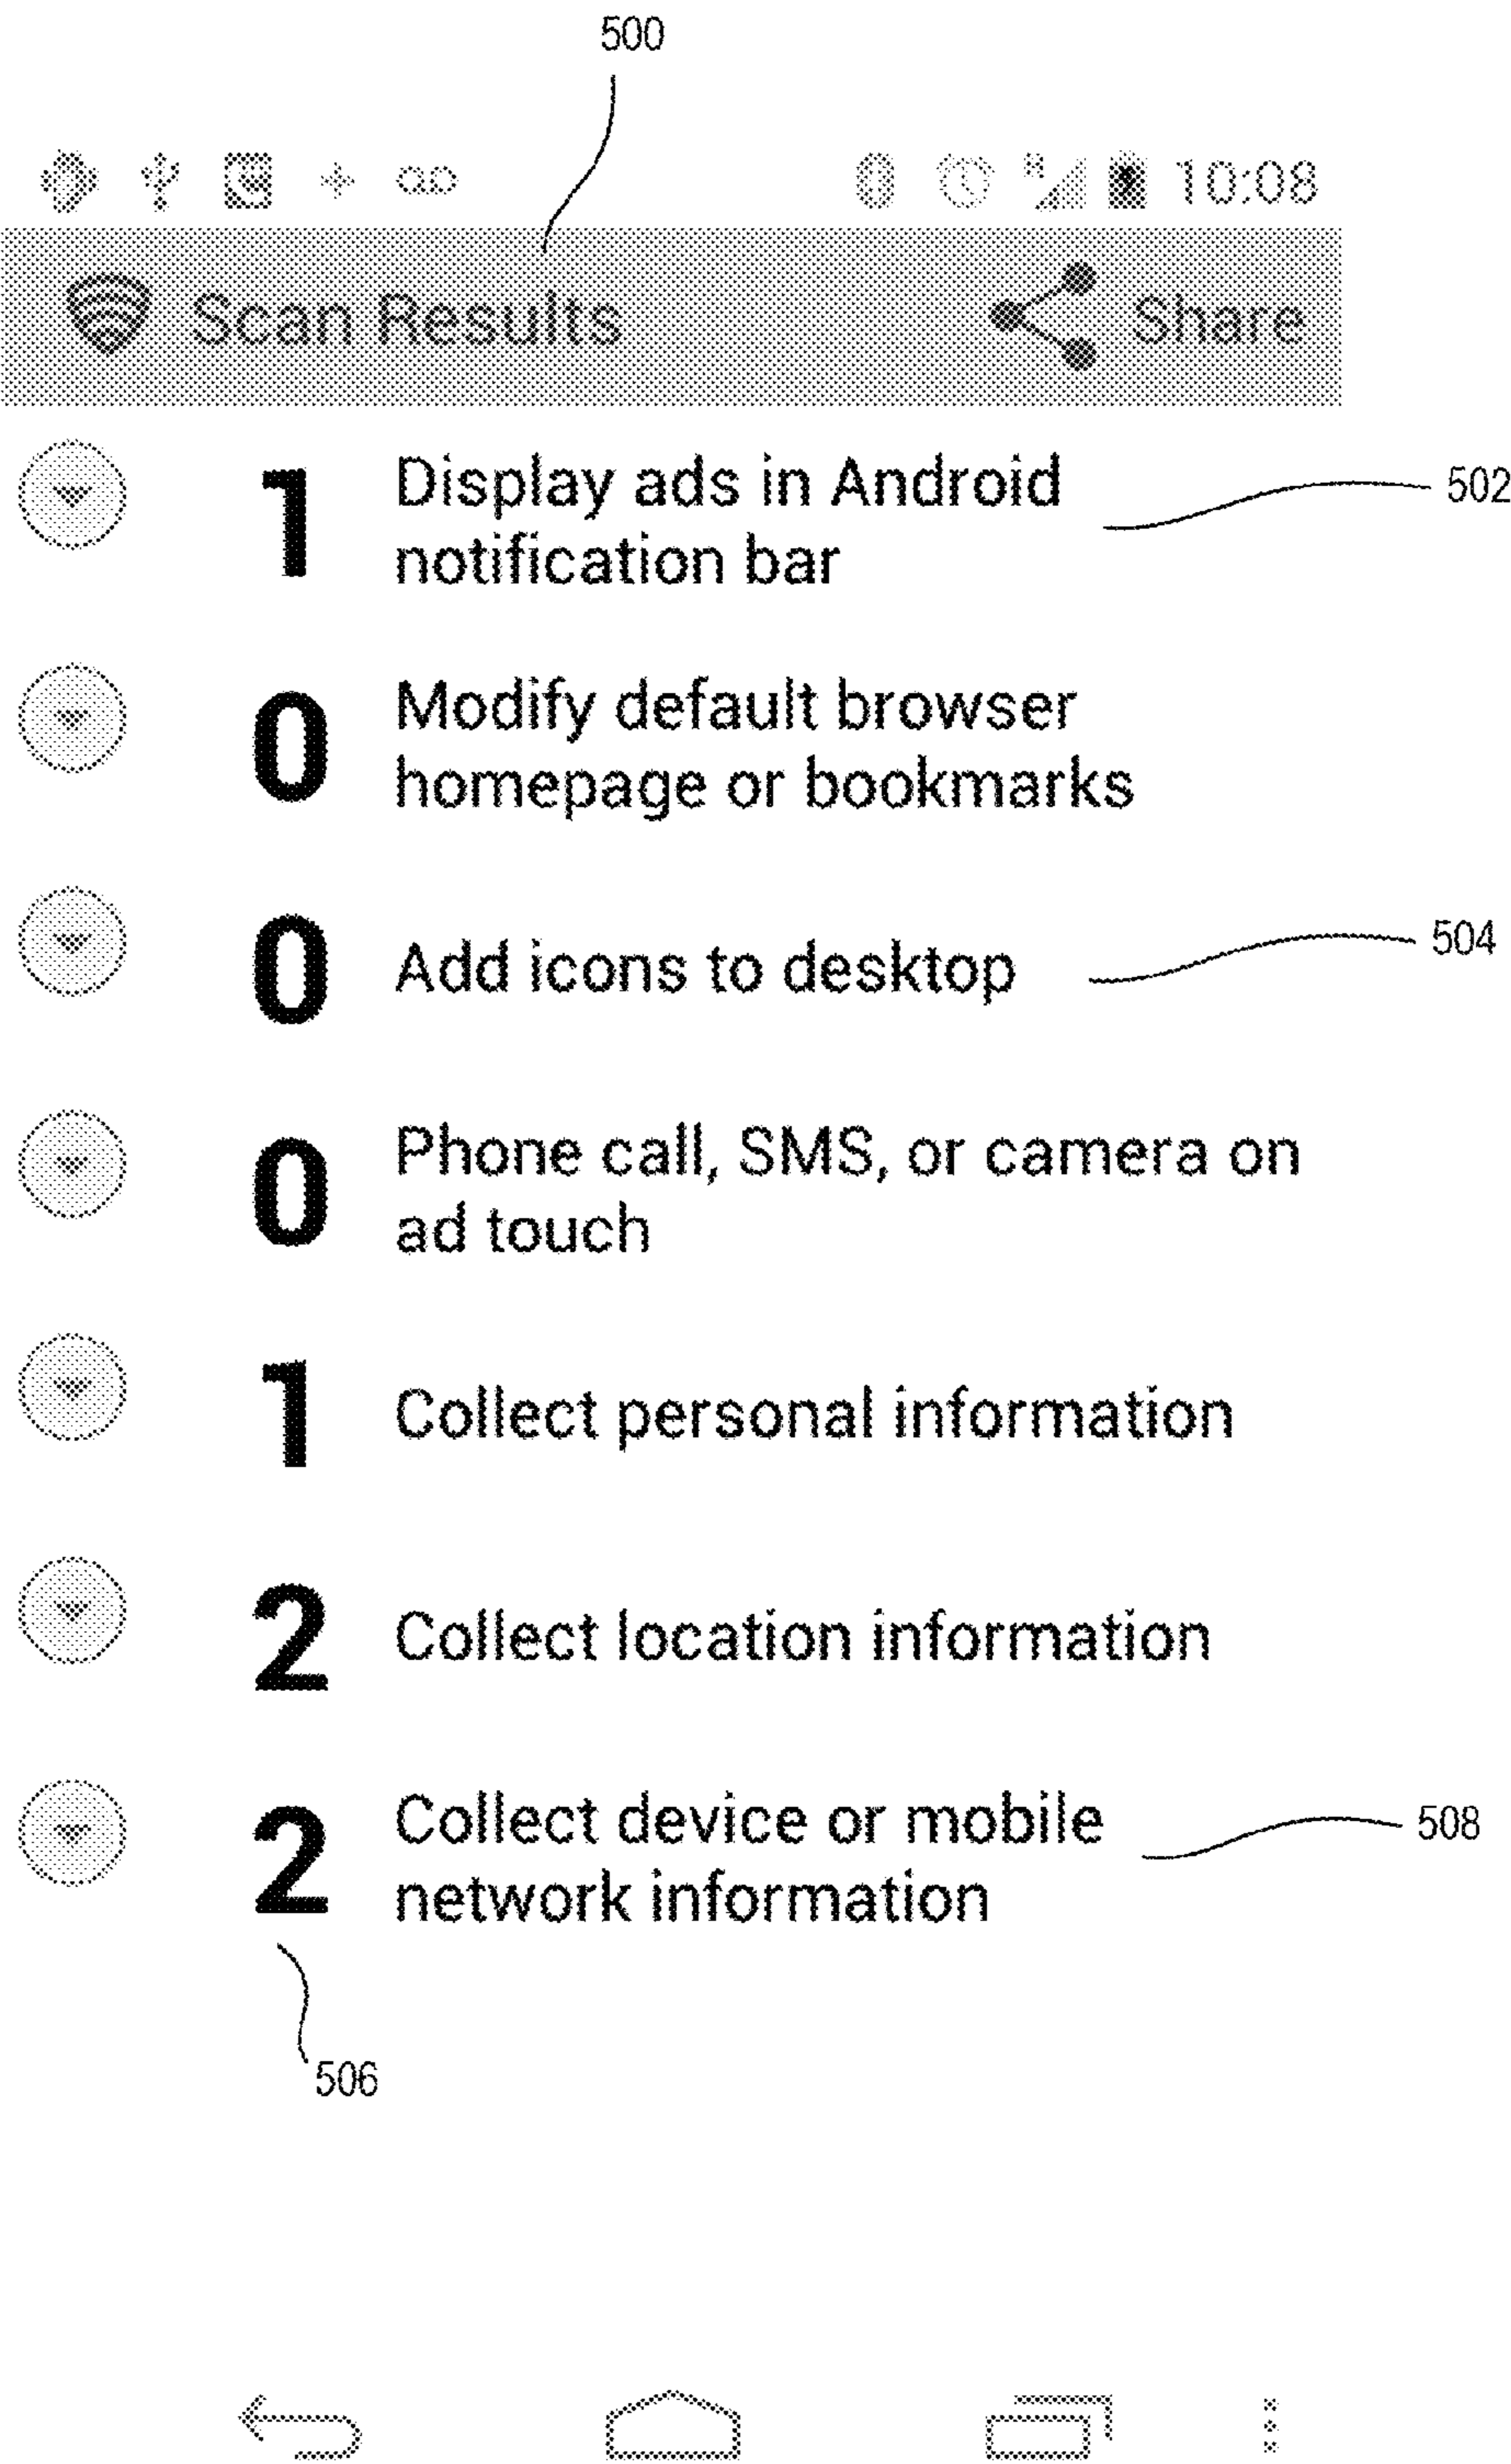 500
10:08
Scan Results
Share
1
Display ads in Android
notification bar
502
0
Modify default browser
homepage or bookmarks
0
Add icons to desktop
504
0
Phone call, SMS, or camera on
ad touch
1
Collect personal information
2
Collect location information
2
Collect device or mobile
network information
508
506